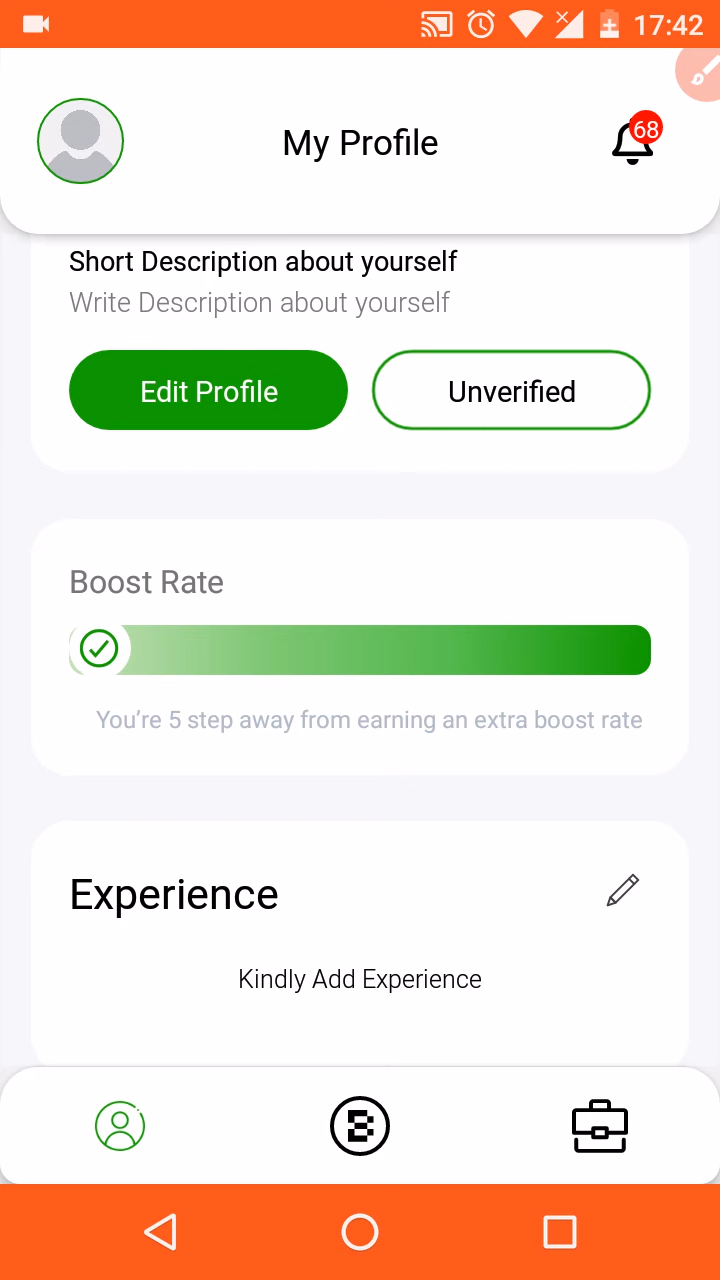 17:42
My Profile
68
Short Description about yourself
Write Description about yourself
Edit Profile
Unverified
Boost Rate
You’re 5 step away from earning an extra boost rate
Experience
Kindly Add Experience
B